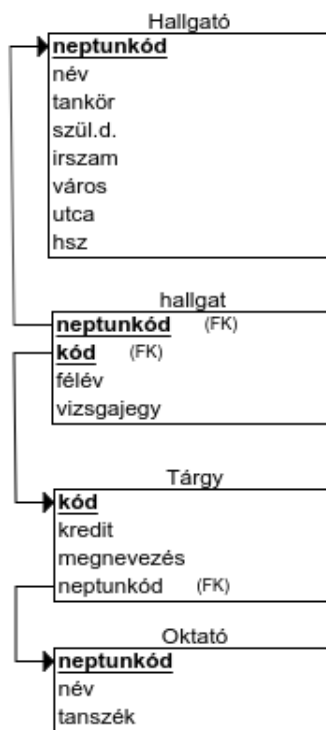 Hallgató
neptunkód
név
tankör
szül.d.
irszam
város
utca
hsz
hallgat
neptunkód (FK)
kód (FK)
félév
vizsgajegy
Tárgy
kód
kredit
megnevezés
neptunkód (FK)
Oktató
neptunkód
név
tanszék